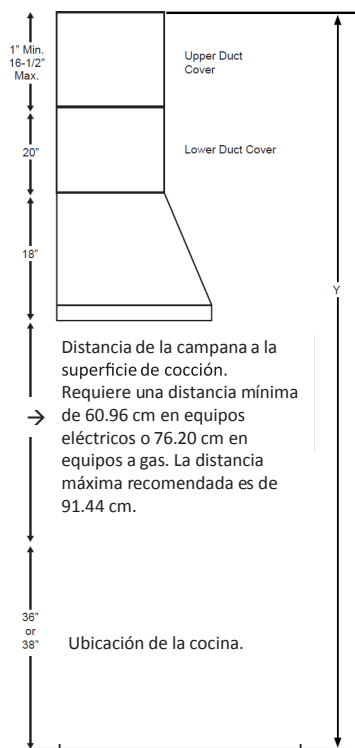 1” Min.
16-1/2”
Max.
Upper Duct
Cover
20”
Lower Duct Cover
18”
Y
Distancia de la campana a la
superficie de cocción.
Requiere una distancia mínima
de 60.96 cm en equipos
eléctricos o 76.20 cm en
equipos a gas. La distancia
máxima recomendada es de
91.44 cm.
36”
or
38”
Ubicación de la cocina.